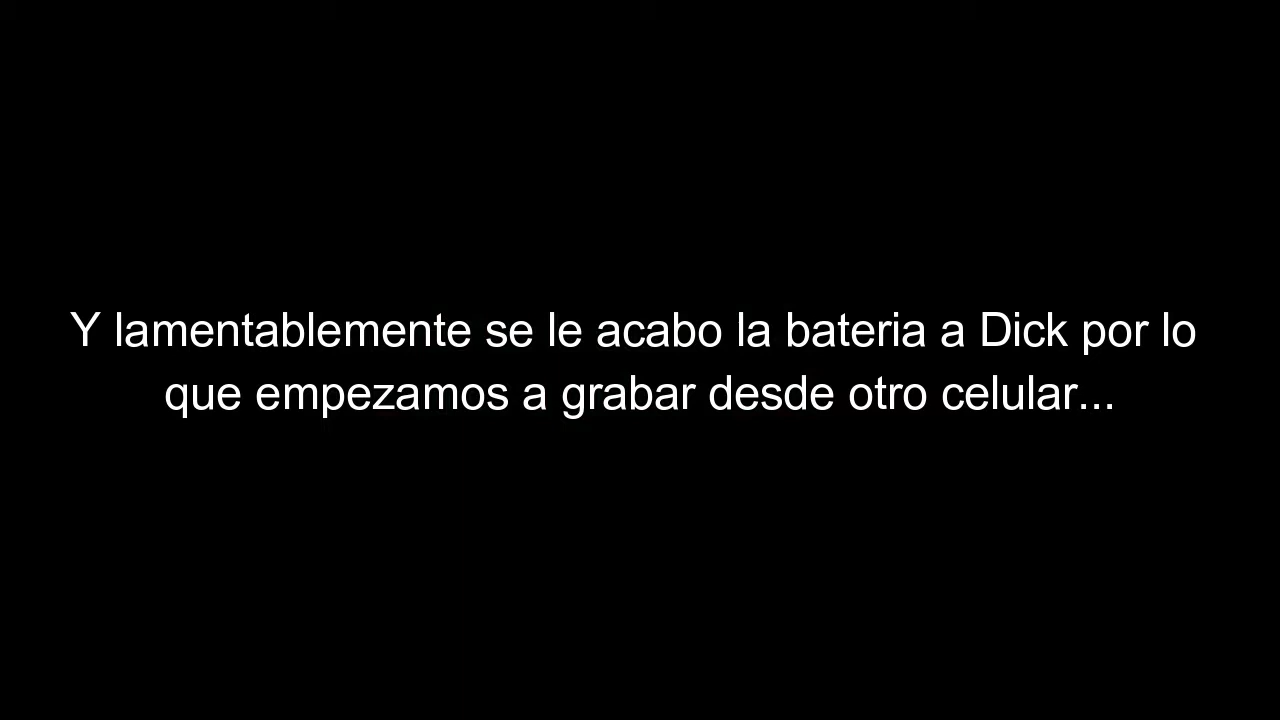 Y lamentablemente se le acabo la bateria a Dick por lo
que empezamos a grabar desde otro celular...